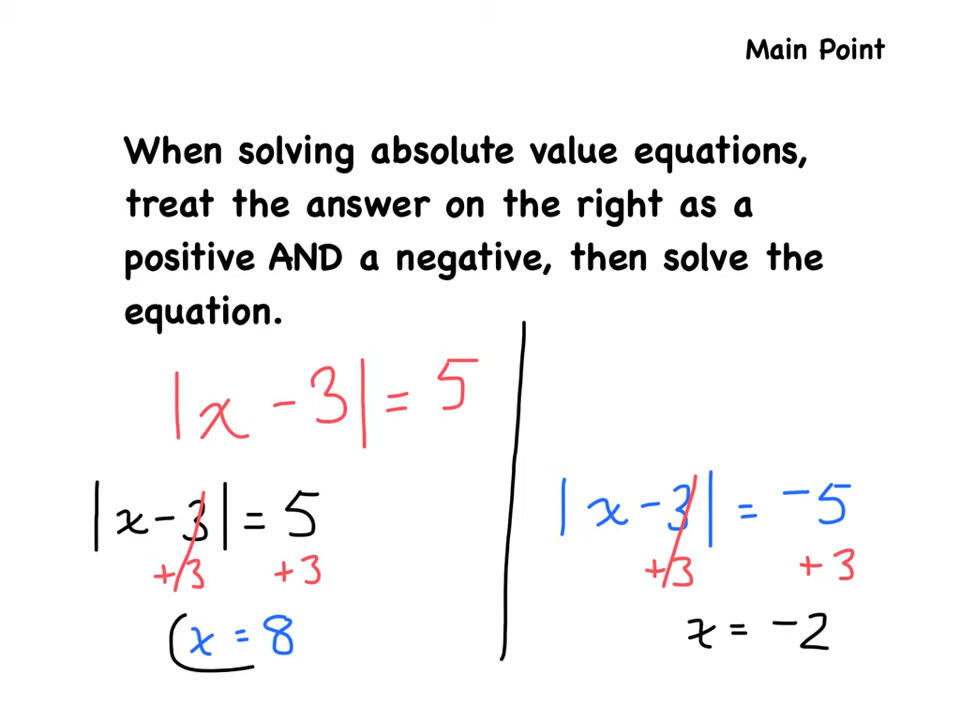 Main Point
When solving absolute value equations,
treat the answer on the right as a
positive AND a negative, then solve the
equation.
|x - 3| = 5
|x - 3| = 5
+3 +3
x = 8
|x - 3| = -5
+3 +3
x = -2